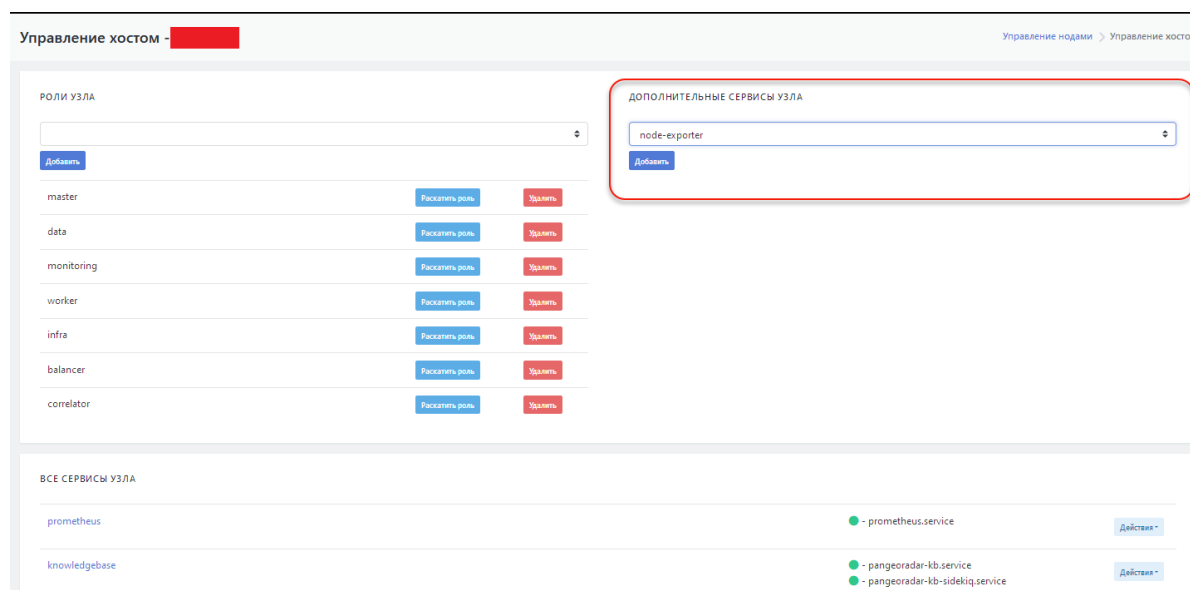 Управление хостом -
Управление нодами > Управление хосто
РОЛИ УЗЛА
Добавить
master Раскатить роль Удалить
data Раскатить роль Удалить
monitoring Раскатить роль Удалить
worker Раскатить роль Удалить
infra Раскатить роль Удалить
balancer Раскатить роль Удалить
correlator Раскатить роль Удалить
ДОПОЛНИТЕЛЬНЫЕ СЕРВИСЫ УЗЛА
node-exporter
Добавить
ВСЕ СЕРВИСЫ УЗЛА
prometheus - prometheus.service Действия
knowledgebase - pangeoradar-kb.service Действия
- pangeoradar-kb-sidekiq.service